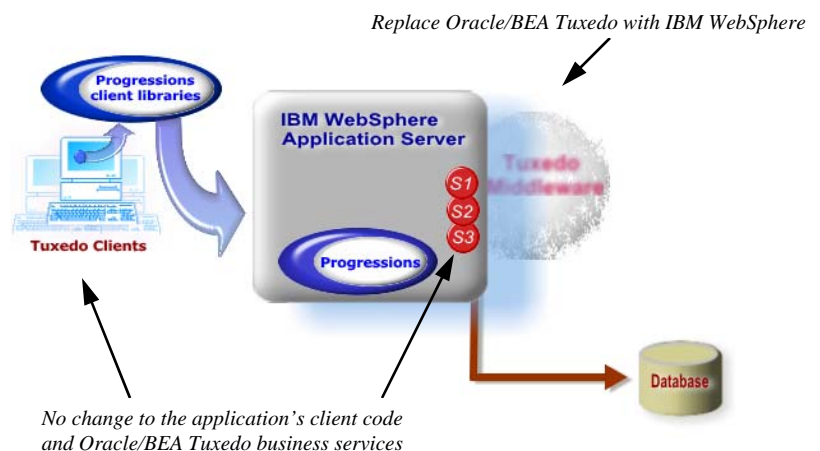 Replace Oracle/BEA Tuxedo with IBM WebSphere
Progressions
client libraries
IBM WebSphere
Application Server
Tuxedo
Middleware
S1
S2
S3
Tuxedo Clients
Progressions
Database
No change to the application's client code
and Oracle/BEA Tuxedo business services